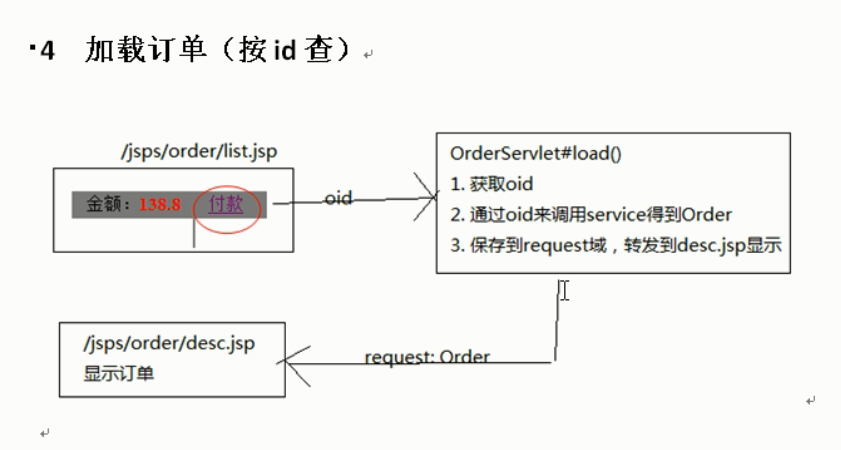 4 加载订单（按 id 查）
/jsps/order/list.jsp
金额：138.8 付款
oid
OrderServlet#load()
1. 获取oid
2. 通过oid来调用service得到Order
3. 保存到request域，转发到desc.jsp显示
/jsps/order/desc.jsp
显示订单
request: Order